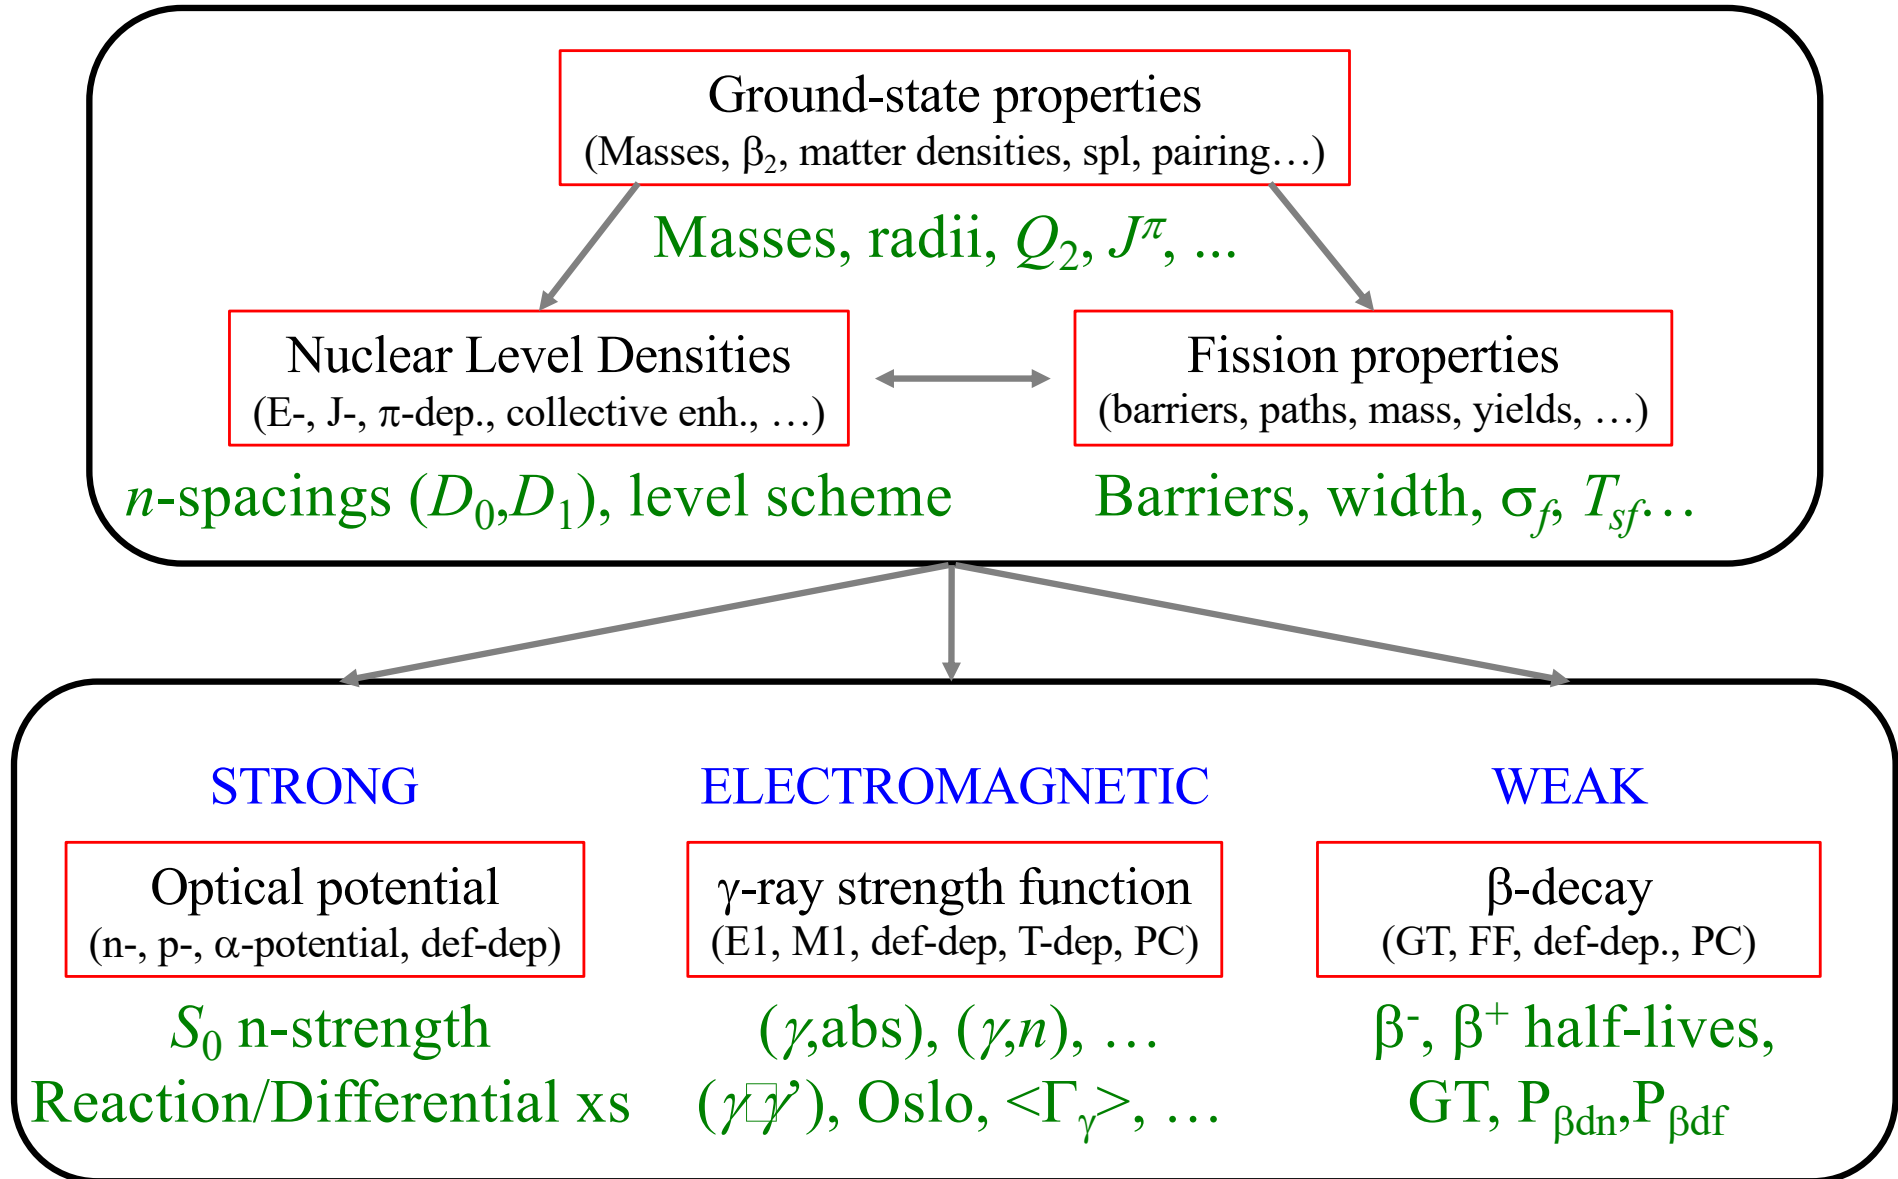 Ground-state properties
(Masses, β₂, matter densities, spl, pairing…)
Masses, radii, Q₂, Jπ, ...
Nuclear Level Densities
(E-, J-, π-dep., collective enh., …)
Fission properties
(barriers, paths, mass, yields, …)
n-spacings (D₀,D₁), level scheme
Barriers, width, σf, Tsf…
STRONG
ELECTROMAGNETIC
WEAK
Optical potential
(n-, p-, α-potential, def-dep)
γ-ray strength function
(E1, M1, def-dep, T-dep, PC)
β-decay
(GT, FF, def-dep., PC)
S₀ n-strength
Reaction/Differential xs
(γ,abs), (γ,n), …
(γ□γ’), Oslo, <Γγ>, …
β⁻, β⁺ half-lives,
GT, Pβdn,Pβdf